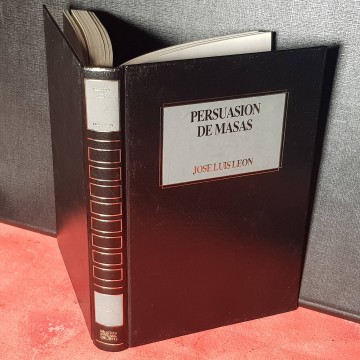 PERSUASION
DE MASAS
JOSE LUIS LEON